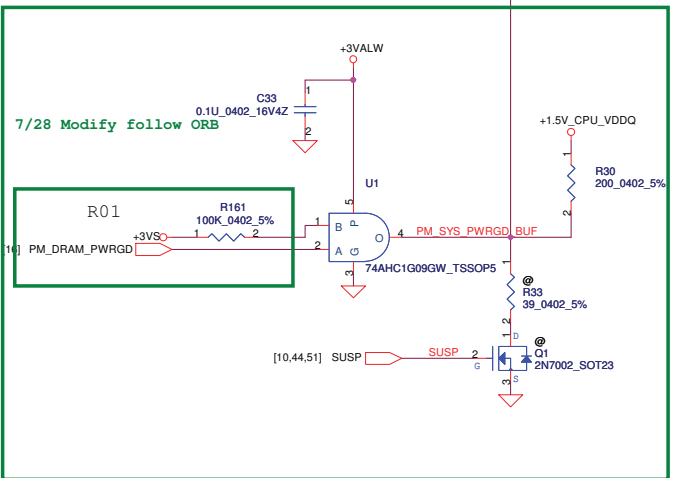 +3VALW
1
C33
0.1U_0402_16V4Z
2
7/28 Modify follow ORB
+1.5V_CPU_VDDQ
1
R30
200_0402_5%
2
U1
5
R01
R161
100K_0402_5%
+3VS
1
2
1
B
P
O
4
PM_SYS_PWRGD_BUF
PM_DRAM_PWRGD
2
A
G
3
74AHC1G09GW_TSSOP5
1
@
R33
39_0402_5%
2
1
D
@
[10,44,51]
SUSP
SUSP
2
G
Q1
2N7002_SOT23
3
S